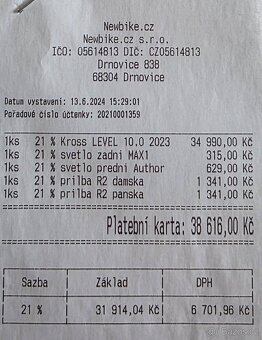 Newbike.cz
Newbike.cz s.r.o.
IČO: 05614813 DIČ: CZ05614813
Drnovice 838
68304 Drnovice
Datum vystavení: 13.6.2024 15:29:01
Pořadové číslo účtenky: 20210001359
1ks 21 % Kross LEVEL 10.0 2023 34 990,00 Kč
1ks 21 % svetlo zadni MAX1 315,00 Kč
1ks 21 % svetlo predni Author 629,00 Kč
1ks 21 % prilba R2 damska 1 341,00 Kč
1ks 21 % prilba R2 panska 1 341,00 Kč
Platební karta: 38 616,00 Kč
Sazba Základ DPH
21 % 31 914,04 Kč 6 701,96 Kč